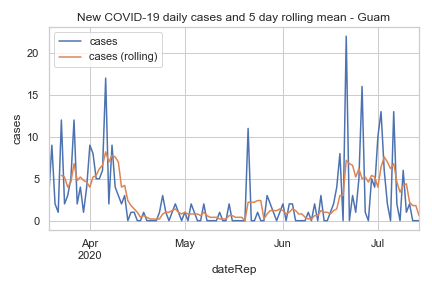 New COVID-19 daily cases and 5 day rolling mean - Guam
cases
cases (rolling)
20
15
10
5
0
cases
Apr
2020
May
Jun
Jul
dateRep